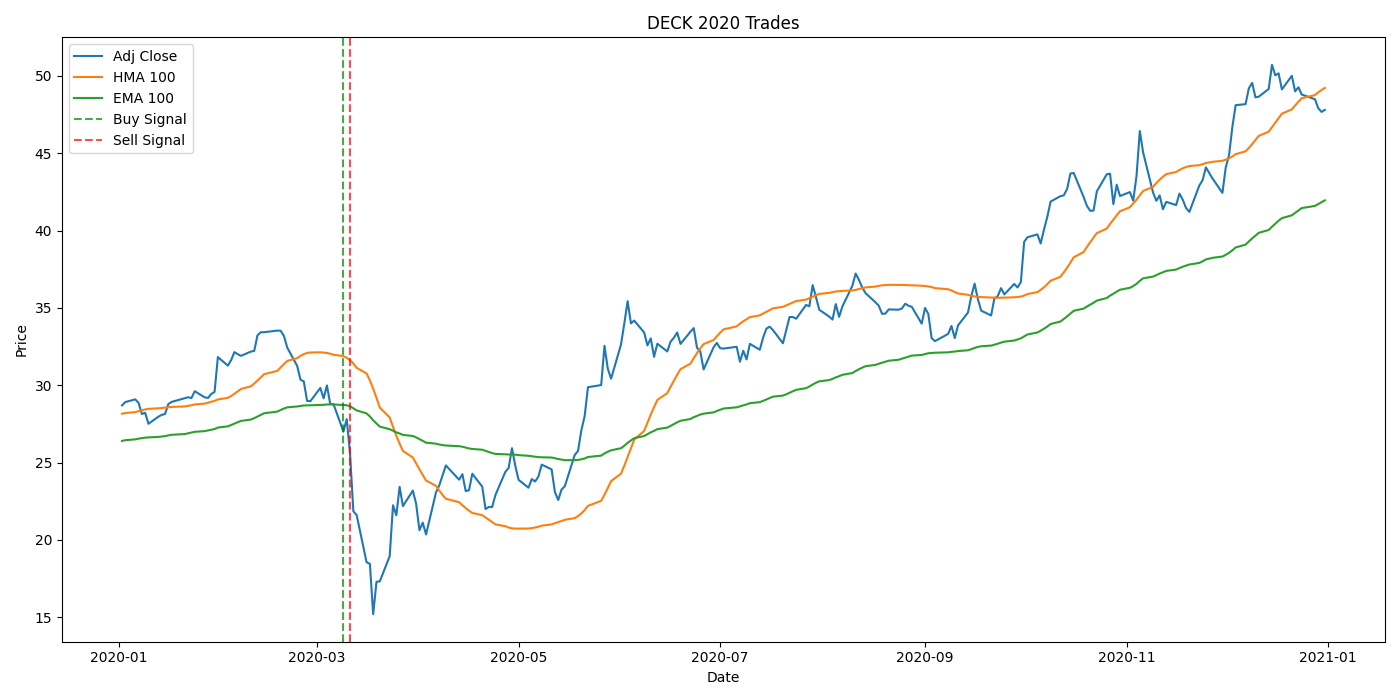 DECK 2020 Trades
Adj Close
HMA 100
EMA 100
Buy Signal
Sell Signal
Price
50
45
40
35
30
25
20
15
2020-01
2020-03
2020-05
2020-07
2020-09
2020-11
2021-01
Date